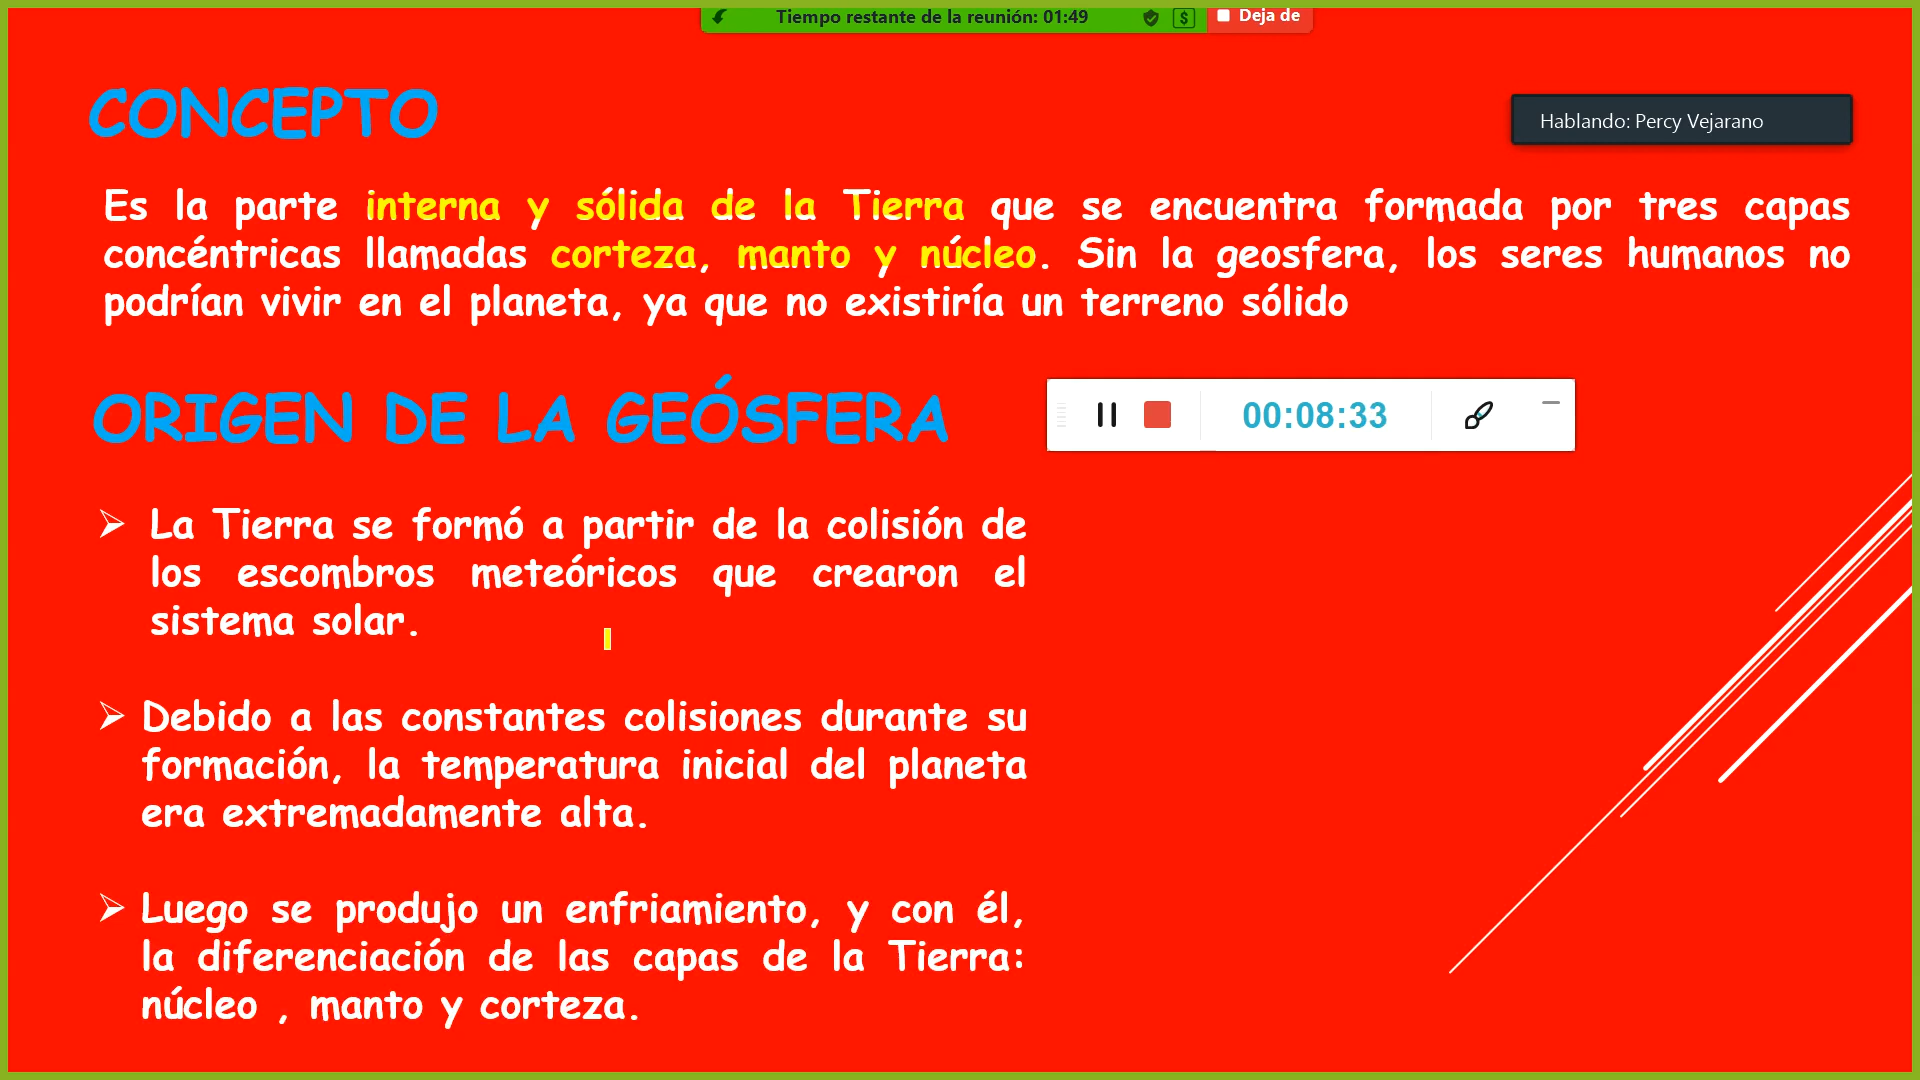 Tiempo restante de la reunión: 01:49
Deja de
CONCEPTO
Hablando: Percy Vejarano
Es la parte interna y sólida de la Tierra que se encuentra formada por tres capas
concéntricas llamadas corteza, manto y núcleo. Sin la geosfera, los seres humanos no
podrían vivir en el planeta, ya que no existiría un terreno sólido
ORIGEN DE LA GEÓSFERA
00:08:33
➢ La Tierra se formó a partir de la colisión de
los escombros meteóricos que crearon el
sistema solar.
➢ Debido a las constantes colisiones durante su
formación, la temperatura inicial del planeta
era extremadamente alta.
➢ Luego se produjo un enfriamiento, y con él,
la diferenciación de las capas de la Tierra:
núcleo , manto y corteza.